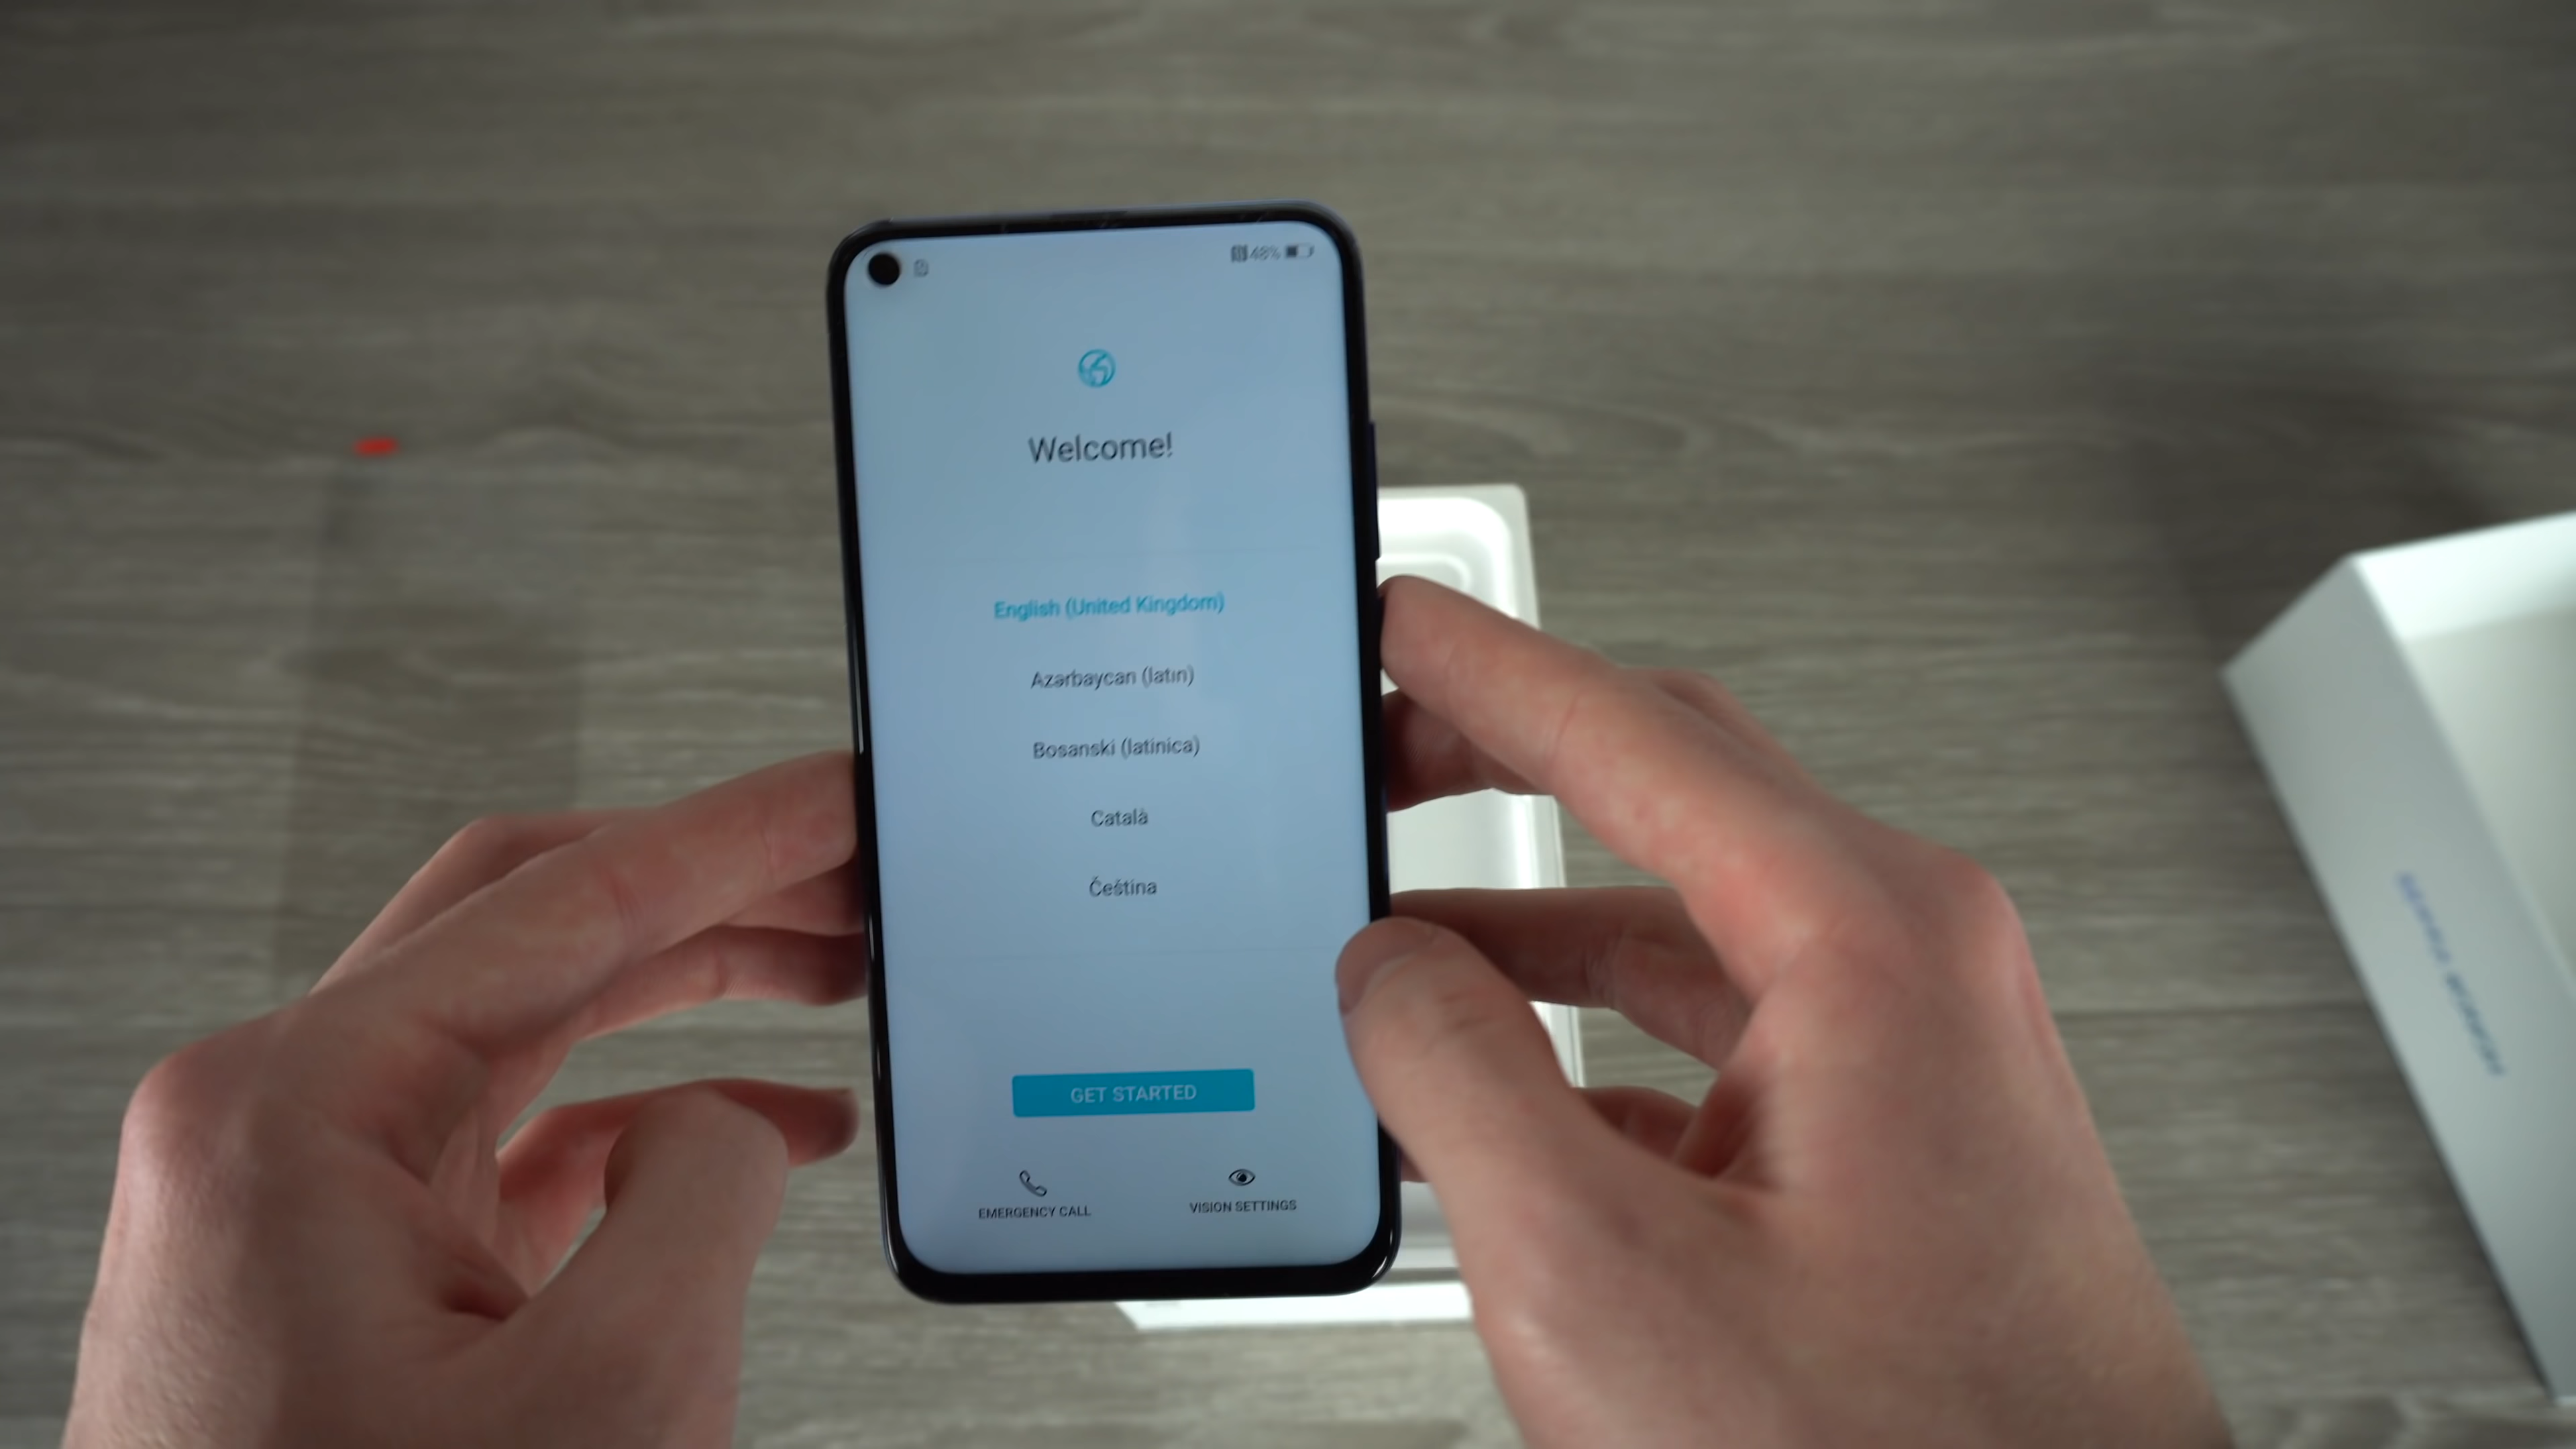 48%
Welcome!
English (United Kingdom)
Azərbaycan (latın)
Bosanski (latinica)
Català
Čeština
GET STARTED
EMERGENCY CALL
VISION SETTINGS